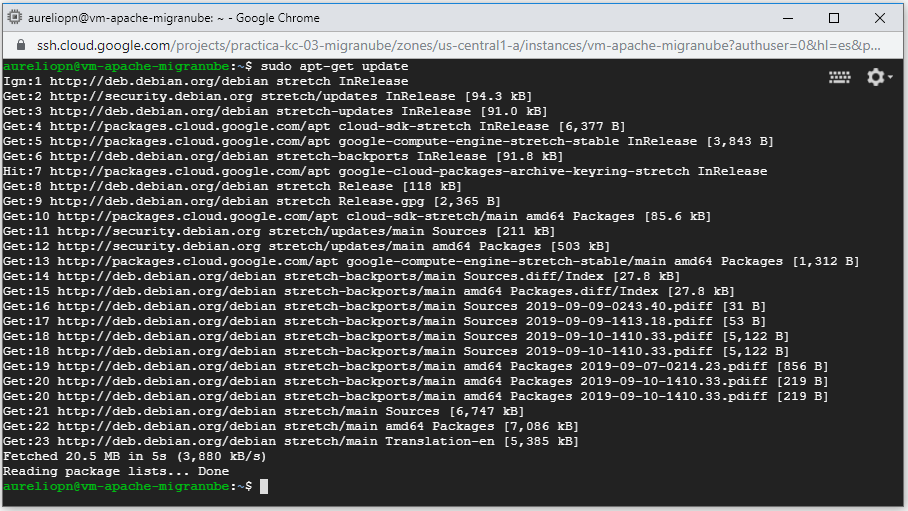 aureliopn@vm-apache-migranube: ~ - Google Chrome
ssh.cloud.google.com/projects/practica-kc-03-migranube/zones/us-central1-a/instances/vm-apache-migranube?authuser=0&hl=es&p...
aureliopn@vm-apache-migranube:~$ sudo apt-get update
Ign:1 http://deb.debian.org/debian stretch InRelease
Get:2 http://security.debian.org stretch/updates InRelease [94.3 kB]
Get:3 http://deb.debian.org/debian stretch-updates InRelease [91.0 kB]
Get:4 http://packages.cloud.google.com/apt cloud-sdk-stretch InRelease [6,377 B]
Get:5 http://packages.cloud.google.com/apt google-compute-engine-stretch-stable InRelease [3,843 B]
Get:6 http://deb.debian.org/debian stretch-backports InRelease [91.8 kB]
Hit:7 http://packages.cloud.google.com/apt google-cloud-packages-archive-keyring-stretch InRelease
Get:8 http://deb.debian.org/debian stretch Release [118 kB]
Get:9 http://deb.debian.org/debian stretch Release.gpg [2,365 B]
Get:10 http://packages.cloud.google.com/apt cloud-sdk-stretch/main amd64 Packages [85.6 kB]
Get:11 http://security.debian.org stretch/updates/main Sources [211 kB]
Get:12 http://security.debian.org stretch/updates/main amd64 Packages [503 kB]
Get:13 http://packages.cloud.google.com/apt google-compute-engine-stretch-stable/main amd64 Packages [1,312 B]
Get:14 http://deb.debian.org/debian stretch-backports/main Sources.diff/Index [27.8 kB]
Get:15 http://deb.debian.org/debian stretch-backports/main amd64 Packages.diff/Index [27.8 kB]
Get:16 http://deb.debian.org/debian stretch-backports/main Sources 2019-09-09-0243.40.pdiff [31 B]
Get:17 http://deb.debian.org/debian stretch-backports/main Sources 2019-09-09-1413.18.pdiff [53 B]
Get:18 http://deb.debian.org/debian stretch-backports/main Sources 2019-09-10-1410.33.pdiff [5,122 B]
Get:18 http://deb.debian.org/debian stretch-backports/main Sources 2019-09-10-1410.33.pdiff [5,122 B]
Get:19 http://deb.debian.org/debian stretch-backports/main amd64 Packages 2019-09-07-0214.23.pdiff [856 B]
Get:20 http://deb.debian.org/debian stretch-backports/main amd64 Packages 2019-09-10-1410.33.pdiff [219 B]
Get:20 http://deb.debian.org/debian stretch-backports/main amd64 Packages 2019-09-10-1410.33.pdiff [219 B]
Get:21 http://deb.debian.org/debian stretch/main Sources [6,747 kB]
Get:22 http://deb.debian.org/debian stretch/main amd64 Packages [7,086 kB]
Get:23 http://deb.debian.org/debian stretch/main Translation-en [5,385 kB]
Fetched 20.5 MB in 5s (3,880 kB/s)
Reading package lists... Done
aureliopn@vm-apache-migranube:~$